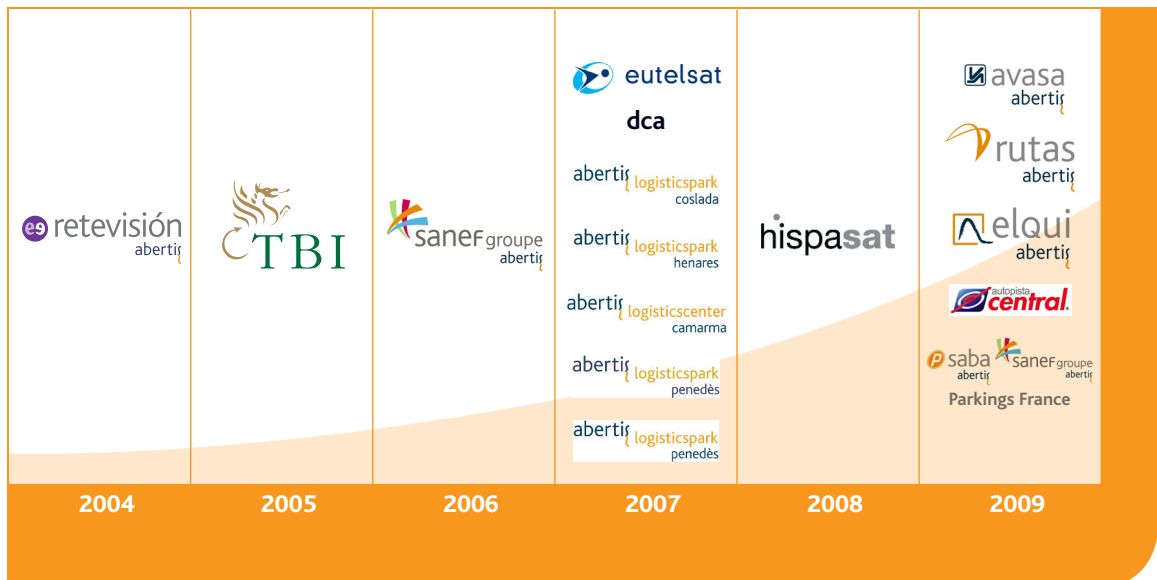 retevisión
abertis
TBI
sanef groupe
abertis
eutelsat
dca
abertis logisticspark
coslada
abertis logisticspark
henares
abertis logisticscenter
camarma
abertis logisticspark
penedès
abertis logisticspark
penedès
hispasat
avasa
abertis
rutas
abertis
elqui
abertis
autopista
central
saba
abertis
sanef groupe
abertis
Parkings France
2004 2005 2006 2007 2008 2009